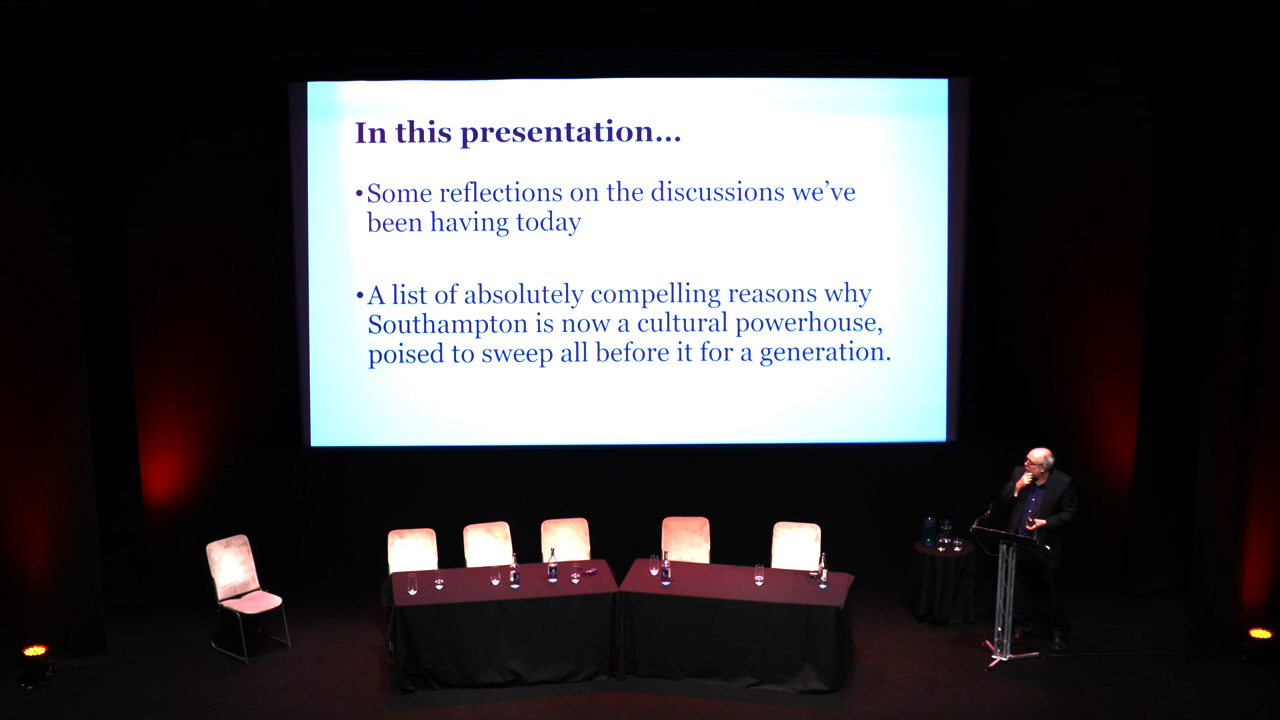 In this presentation...
•Some reflections on the discussions we've
been having today
•A list of absolutely compelling reasons why
Southampton is now a cultural powerhouse,
poised to sweep all before it for a generation.